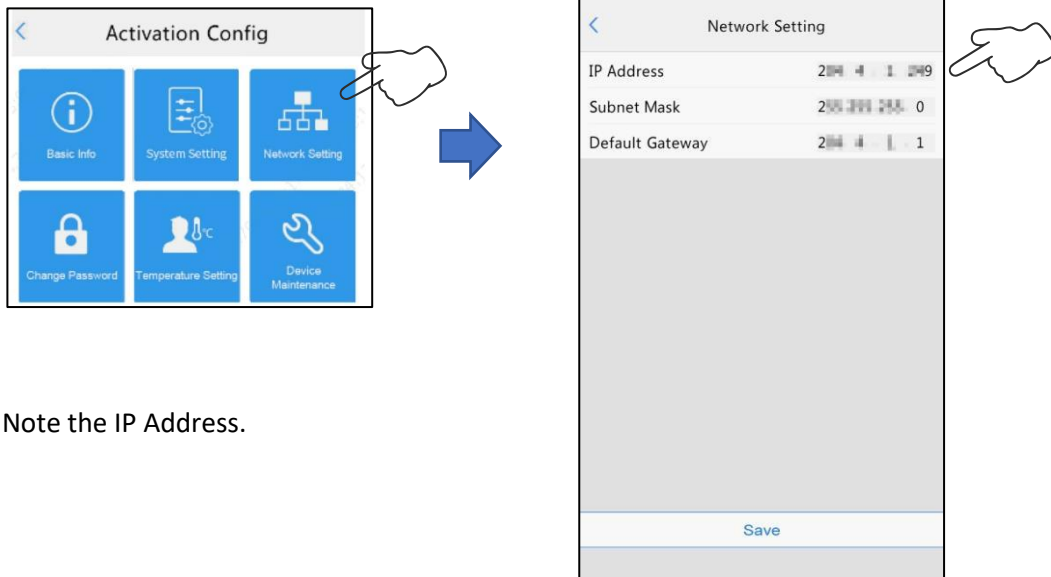 Activation Config
Basic Info
System Setting
Network Setting
Change Password
Temperature Setting
Device
Maintenance
Note the IP Address.
Network Setting
IP Address
Subnet Mask
Default Gateway
Save